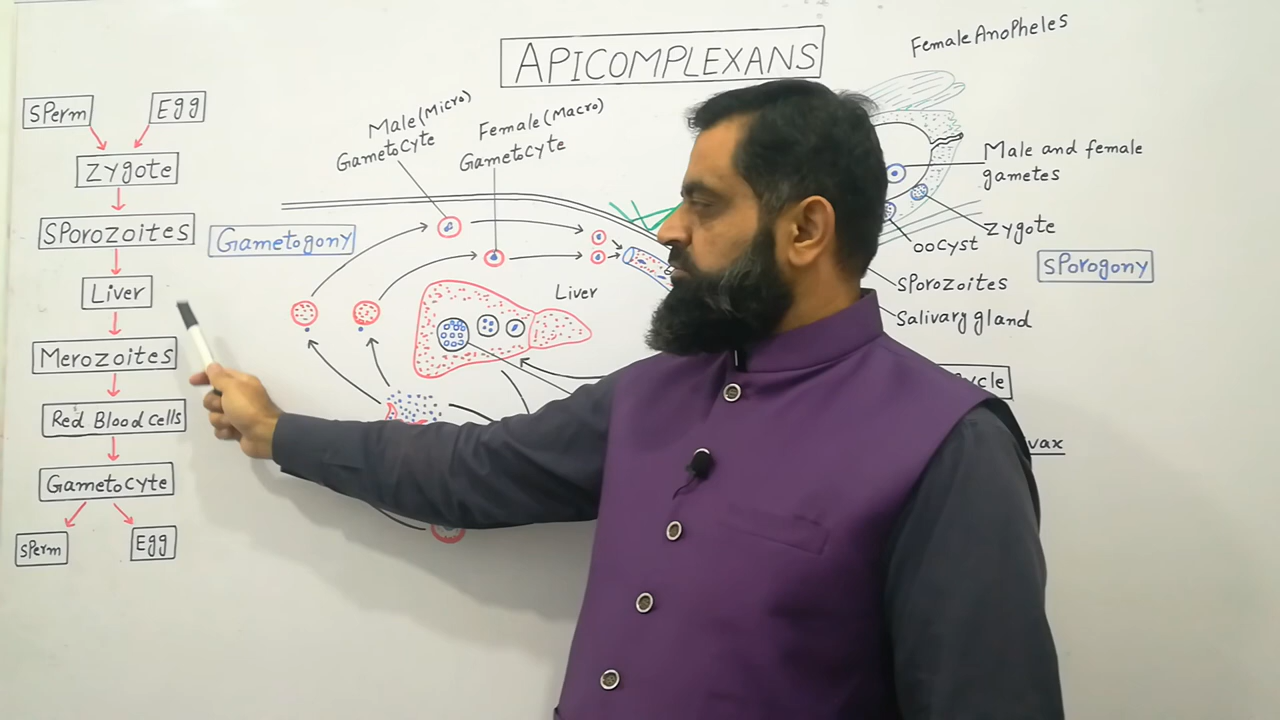 APICOMPLEXANS
Female Anopheles
Sperm
Egg
Zygote
Sporozoites
Liver
Merozoites
Red Blood cells
Gametocyte
Sperm
Egg
Gametogony
Male (Micro)
Gametocyte
Female (Macro)
Gametocyte
Liver
Male and female
gametes
Zygote
oocyst
Sporogony
Sporozoites
Salivary gland
ycle
vax